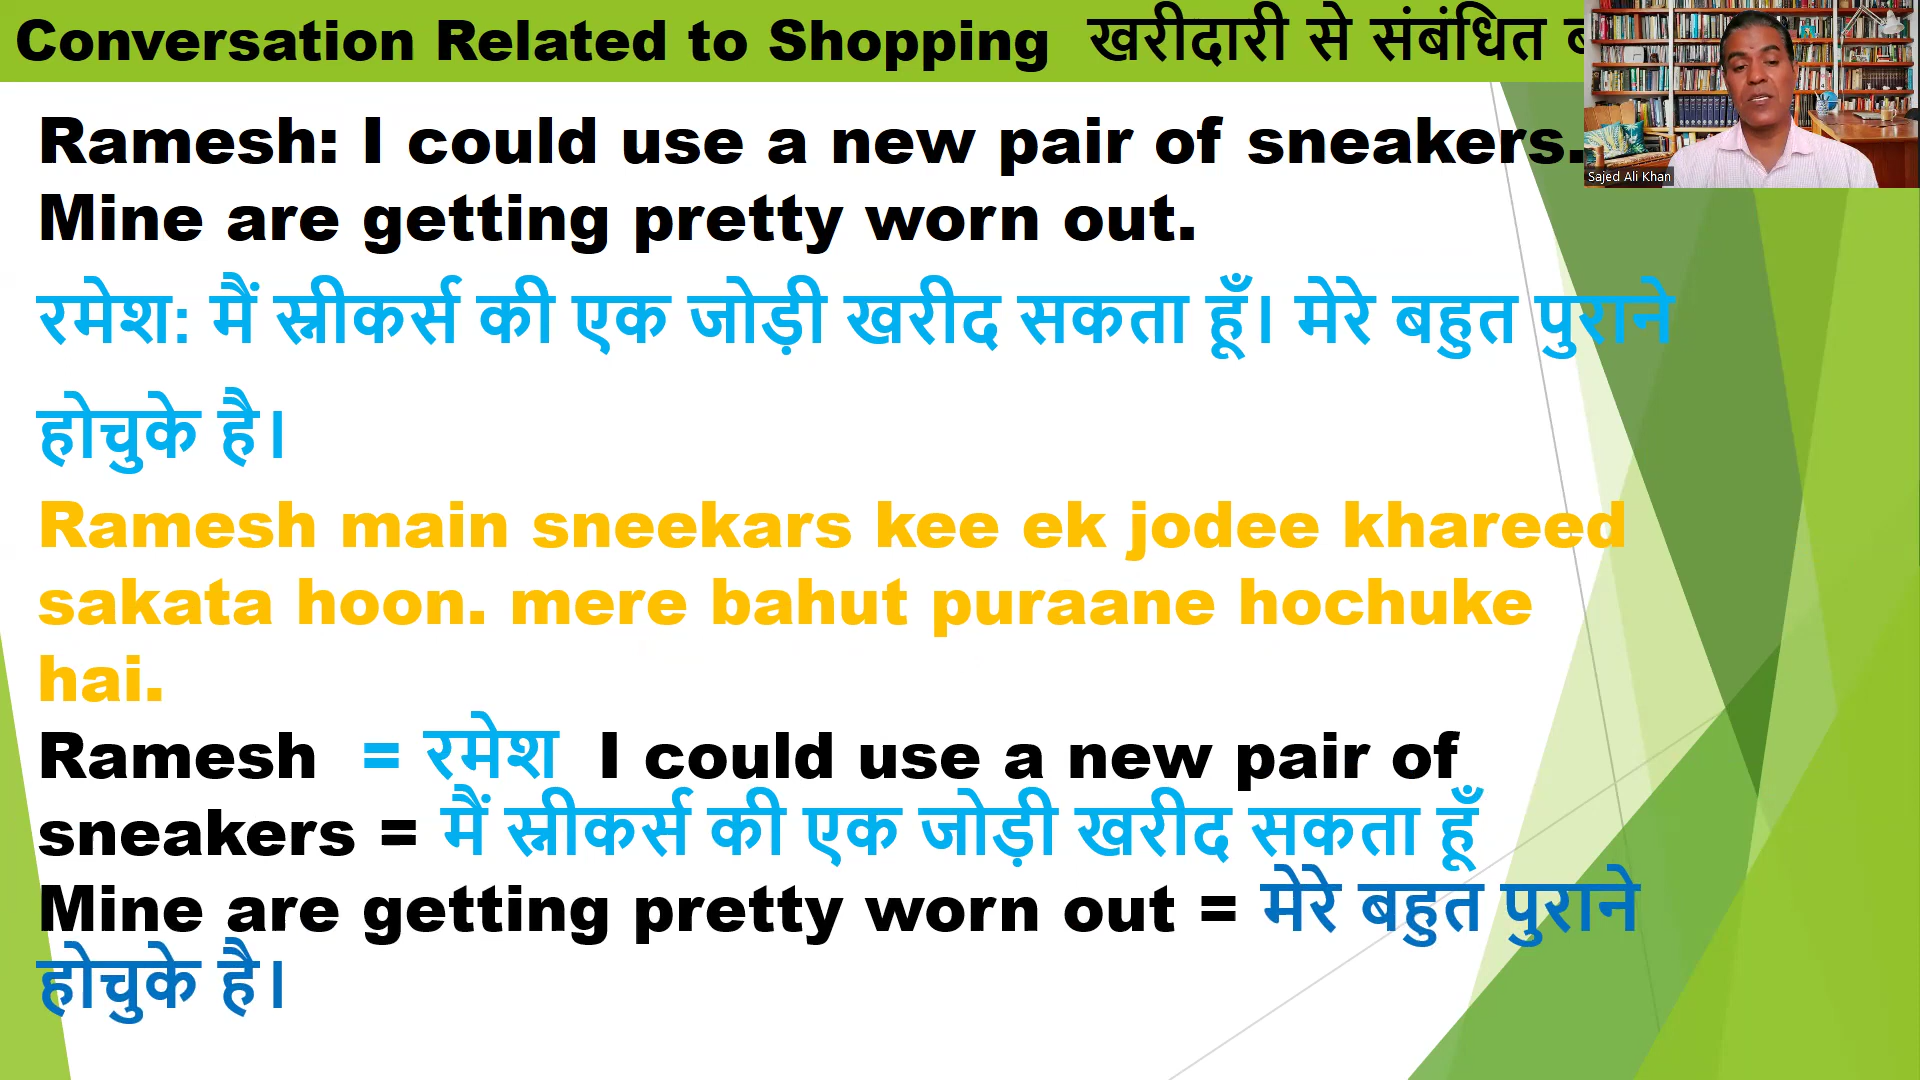 Conversation Related to Shopping खरीदारी से संबंधित
Sajed Ali Khan
Ramesh: I could use a new pair of sneakers.
Mine are getting pretty worn out.
रमेश: मैं स्नीकर्स की एक जोड़ी खरीद सकता हूँ। मेरे बहुत पुराने
होचुके है।
Ramesh main sneekars kee ek jodee khareed
sakata hoon. mere bahut puraane hochuke
hai.
Ramesh = रमेश I could use a new pair of
sneakers = मैं स्नीकर्स की एक जोड़ी खरीद सकता हूँ
Mine are getting pretty worn out = मेरे बहुत पुराने
होचुके है।